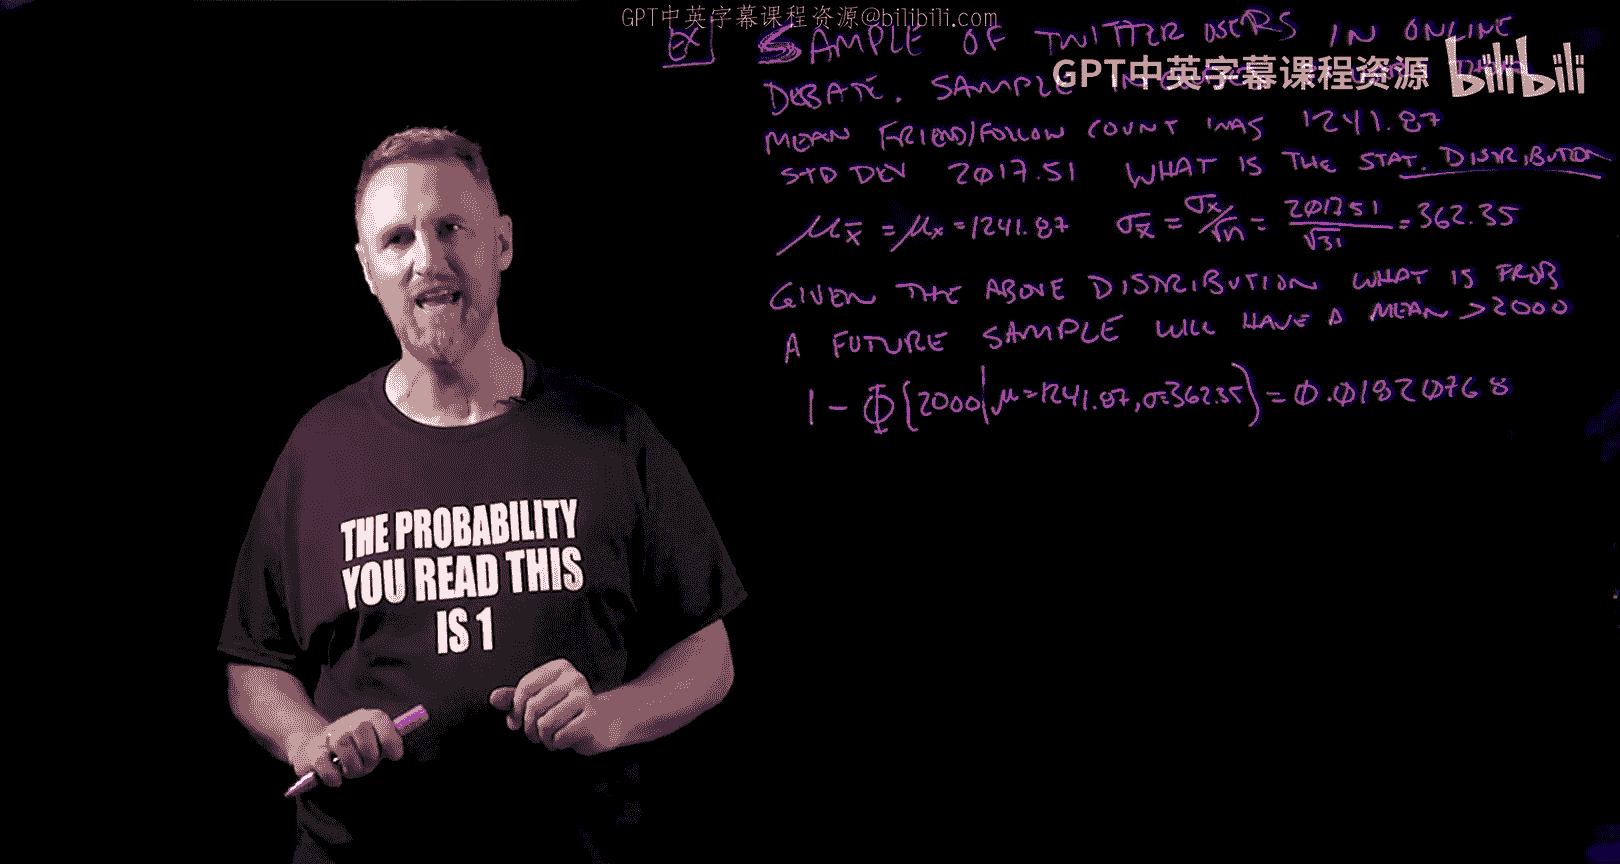 GPT中英字幕课程资源@bilibili.com
EX SAMPLE OF TWITTER USERS IN ONLINE
GPT中英字幕课程资源 bilibili
DEBATE. SAMPLE
MEAN FRIEND/FOLLOW COUNT WAS 1241.87
STD DEV 2017.51 WHAT IS THE STAT. DISTRIBUTION
μx̄ = μx = 1241.87 σx̄ = σx/√n = 2017.51/√31 = 362.35
GIVEN THE ABOVE DISTRIBUTION WHAT IS PROB
A FUTURE SAMPLE WILL HAVE A MEAN >2000
1 - Φ(2000|μ=1241.87, σ=362.35) = 0.01820768
THE PROBABILITY
YOU READ THIS
IS 1